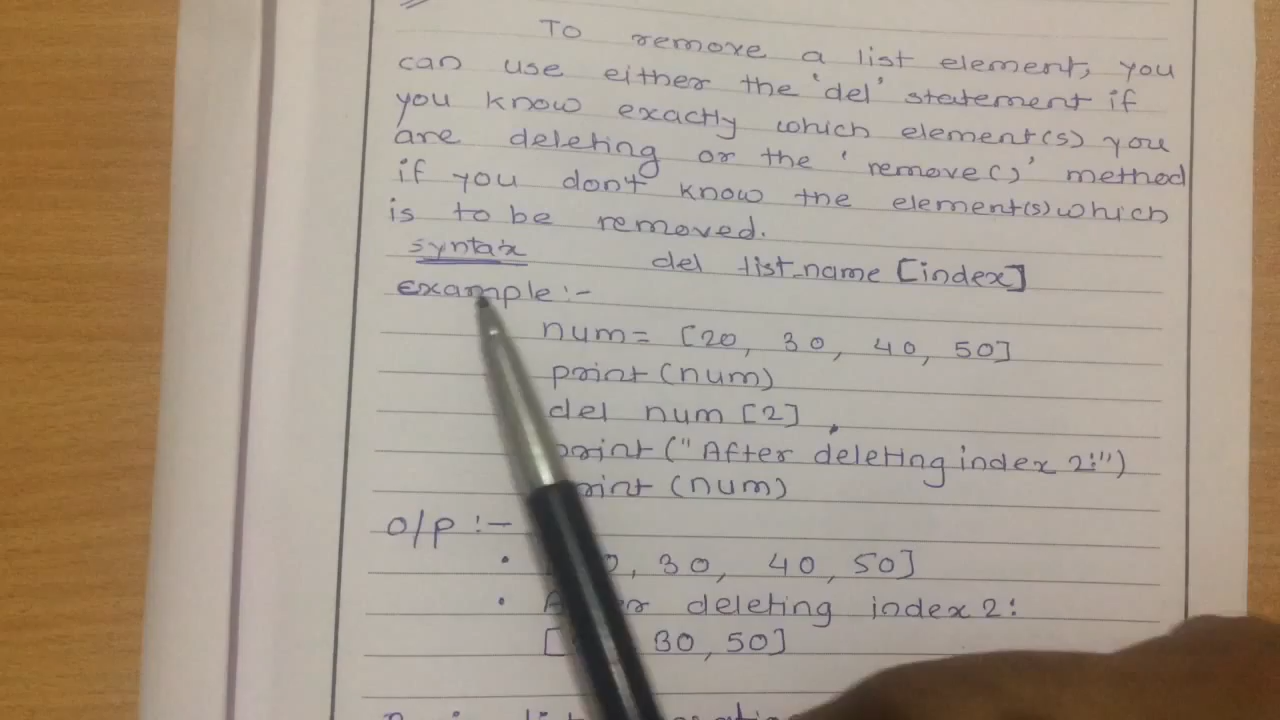 To remove a list element, you
can use either the 'del' statement if
you know exactly which element(s) you
are deleting or the 'remove()' method
if you don't know the element(s) which
is to be removed.
syntax del list_name [index]
Example :-
num = [20, 30, 40, 50]
print (num)
del num [2]
print ("After deleting index 2:")
print (num)
o/p :-
0, 30, 40, 50]
deleting index 2:
[ 30, 50]